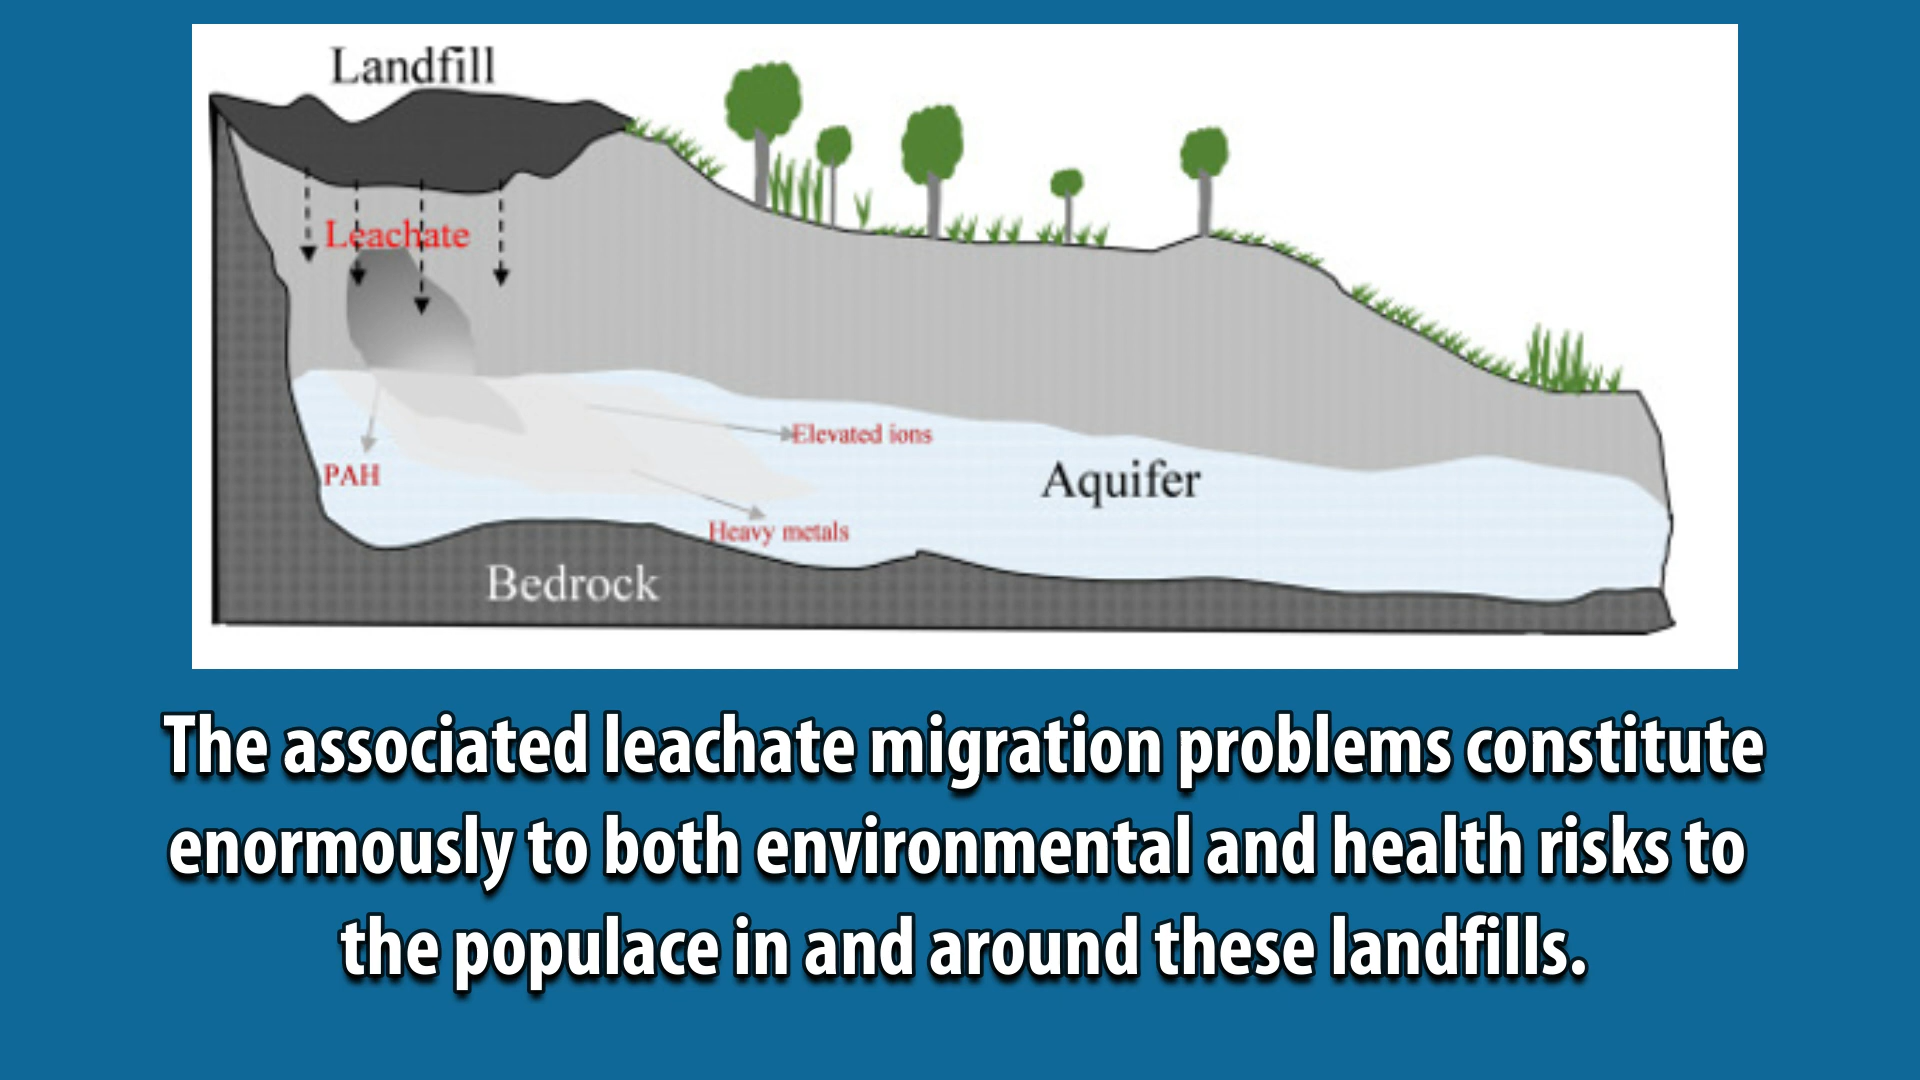 Landfill
Leachate
Elevated ions
PAH
Aquifer
Heavy metals
Bedrock
The associated leachate migration problems constitute
enormously to both environmental and health risks to
the populace in and around these landfills.